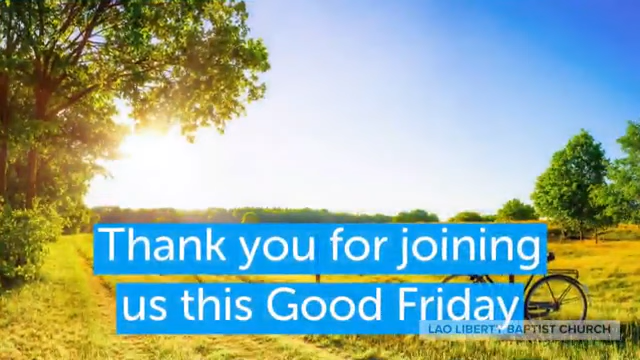 Thank you for joining
us this Good Friday
LAO LIBERTY BAPTIST CHURCH